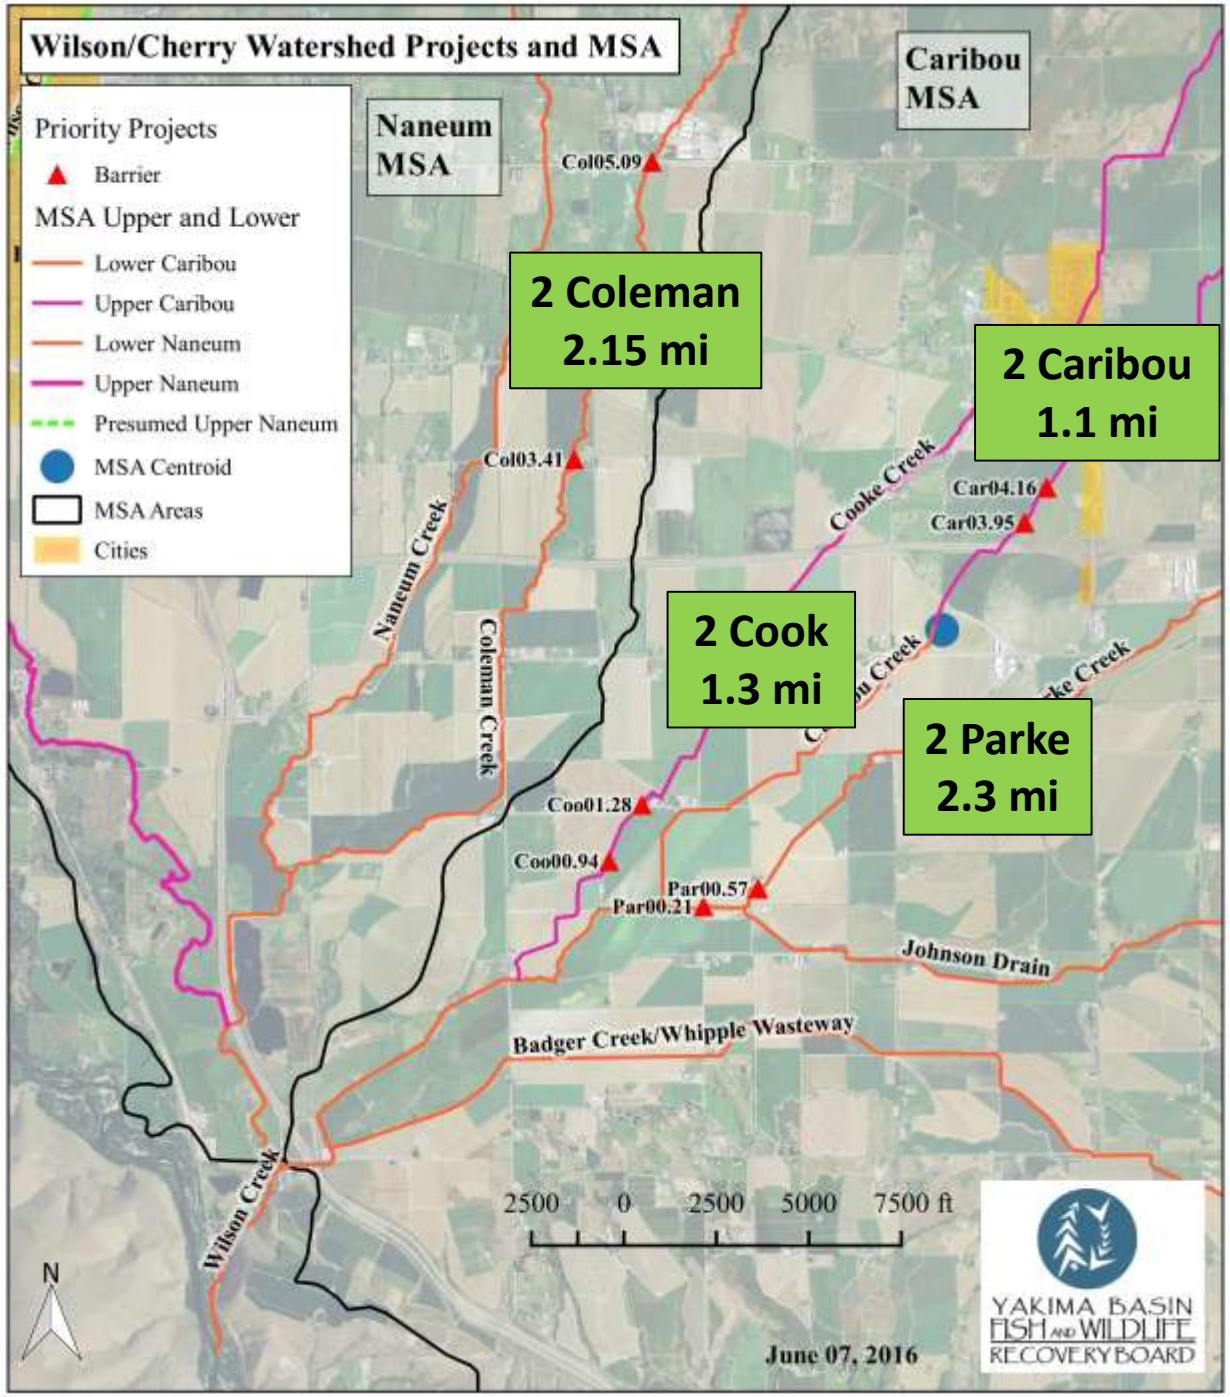 Wilson/Cherry Watershed Projects and MSA
Caribou
MSA
Naneum
MSA
Priority Projects
Barrier
MSA Upper and Lower
Lower Caribou
Upper Caribou
Lower Naneum
Upper Naneum
Presumed Upper Naneum
MSA Centroid
MSA Areas
Cities
Col05.09
2 Coleman
2.15 mi
2 Caribou
1.1 mi
Col03.41
Cooke Creek
Car04.16
Car03.95
Naneum Creek
Coleman Creek
2 Cook
1.3 mi
Creek
Creek
2 Parke
2.3 mi
Coo01.28
Coo00.94
Par00.57
Par00.21
Johnson Drain
Badger Creek/Whipple Wasteway
Wilson Creek
2500 0 2500 5000 7500 ft
N
June 07, 2016
YAKIMA BASIN
FISH AND WILDLIFE
RECOVERY BOARD